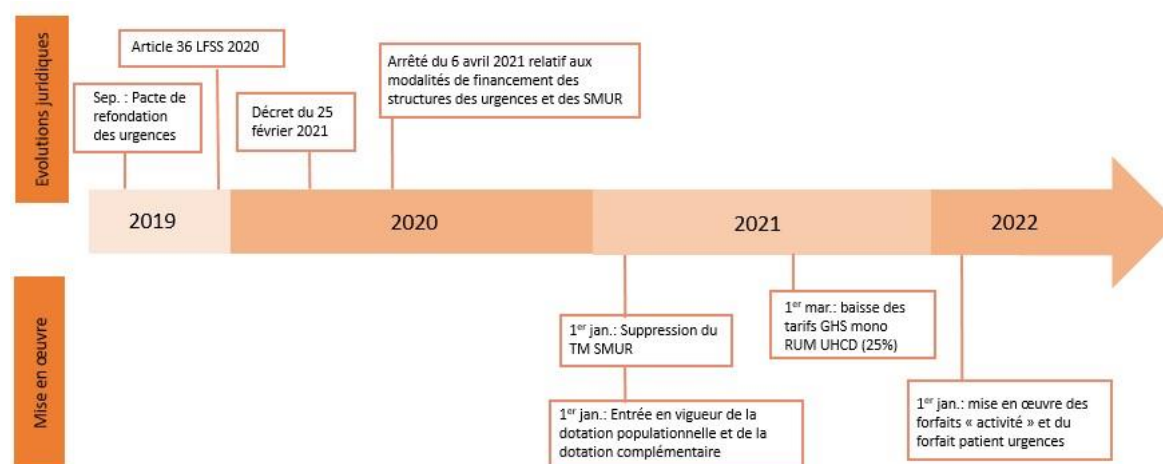 Evolutions juridiques
Article 36 LFSS 2020
Sep. : Pacte de
refondation
des urgences
Décret du 25
février 2021
Arrêté du 6 avril 2021 relatif aux
modalités de financement des
structures des urgences et des SMUR
2019
2020
2021
2022
Mise en œuvre
1er jan.: Suppression du
TM SMUR
1er jan.: Entrée en vigueur de la
dotation populationnelle et de la
dotation complémentaire
1er mar.: baisse des
tarifs GHS mono
RUM UHCD (25%)
1er jan.: mise en œuvre des
forfaits « activité » et du
forfait patient urgences